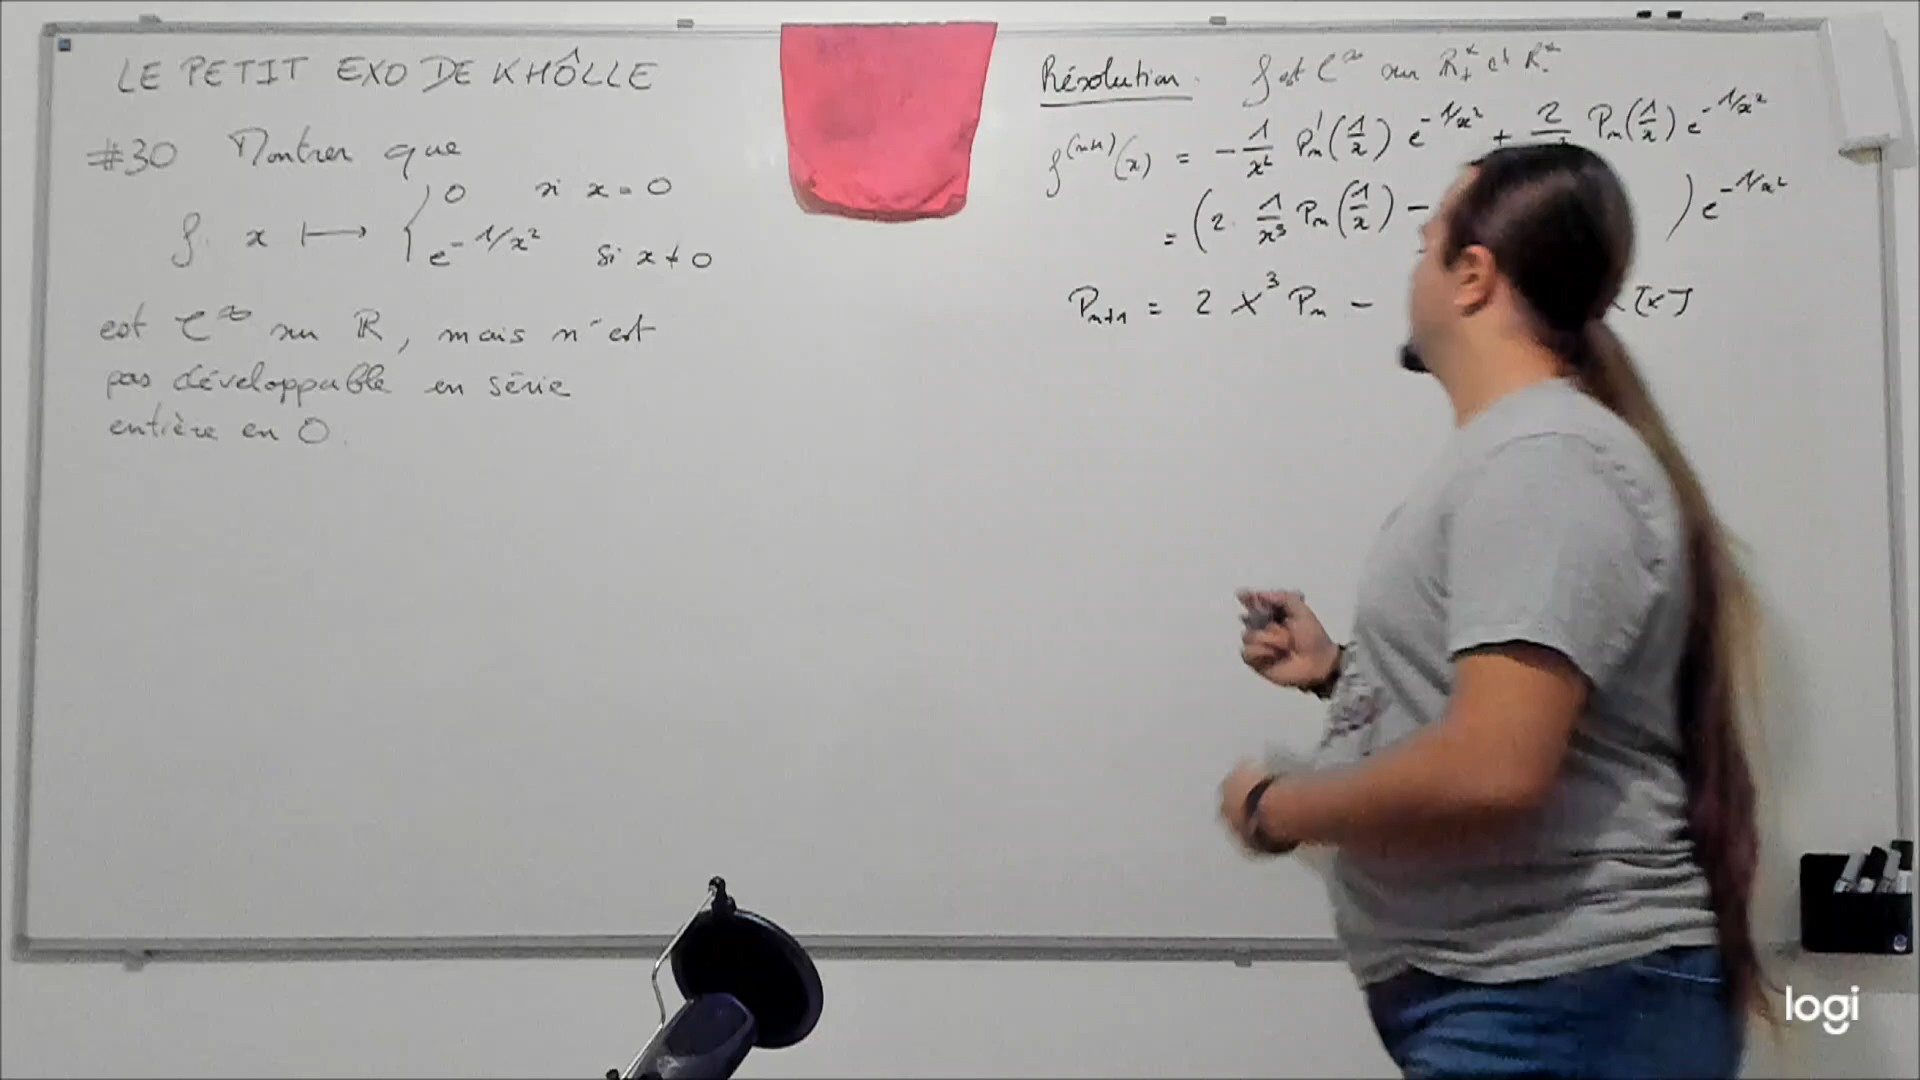 LE PETIT EXO DE KHÔLLE
#30 Montrer que
f : x ⟼ { 0 si x = 0
e^{-1/x²} si x ≠ 0
est C^∞ sur ℝ, mais n'est
pas développable en série
entière en 0.
Résolution. f est C^∞ sur R₊* et R₋*
f^{(n+1)}(x) = - 1/x² Pₙ'(1/x) e^{-1/x²} + 2 Pₙ(1/x) e^{-1/x²}
= (2. 1/x³ Pₙ(1/x) - ) e^{-1/x²}
Pₙ₊₁ = 2 X³ Pₙ - [X]
logi